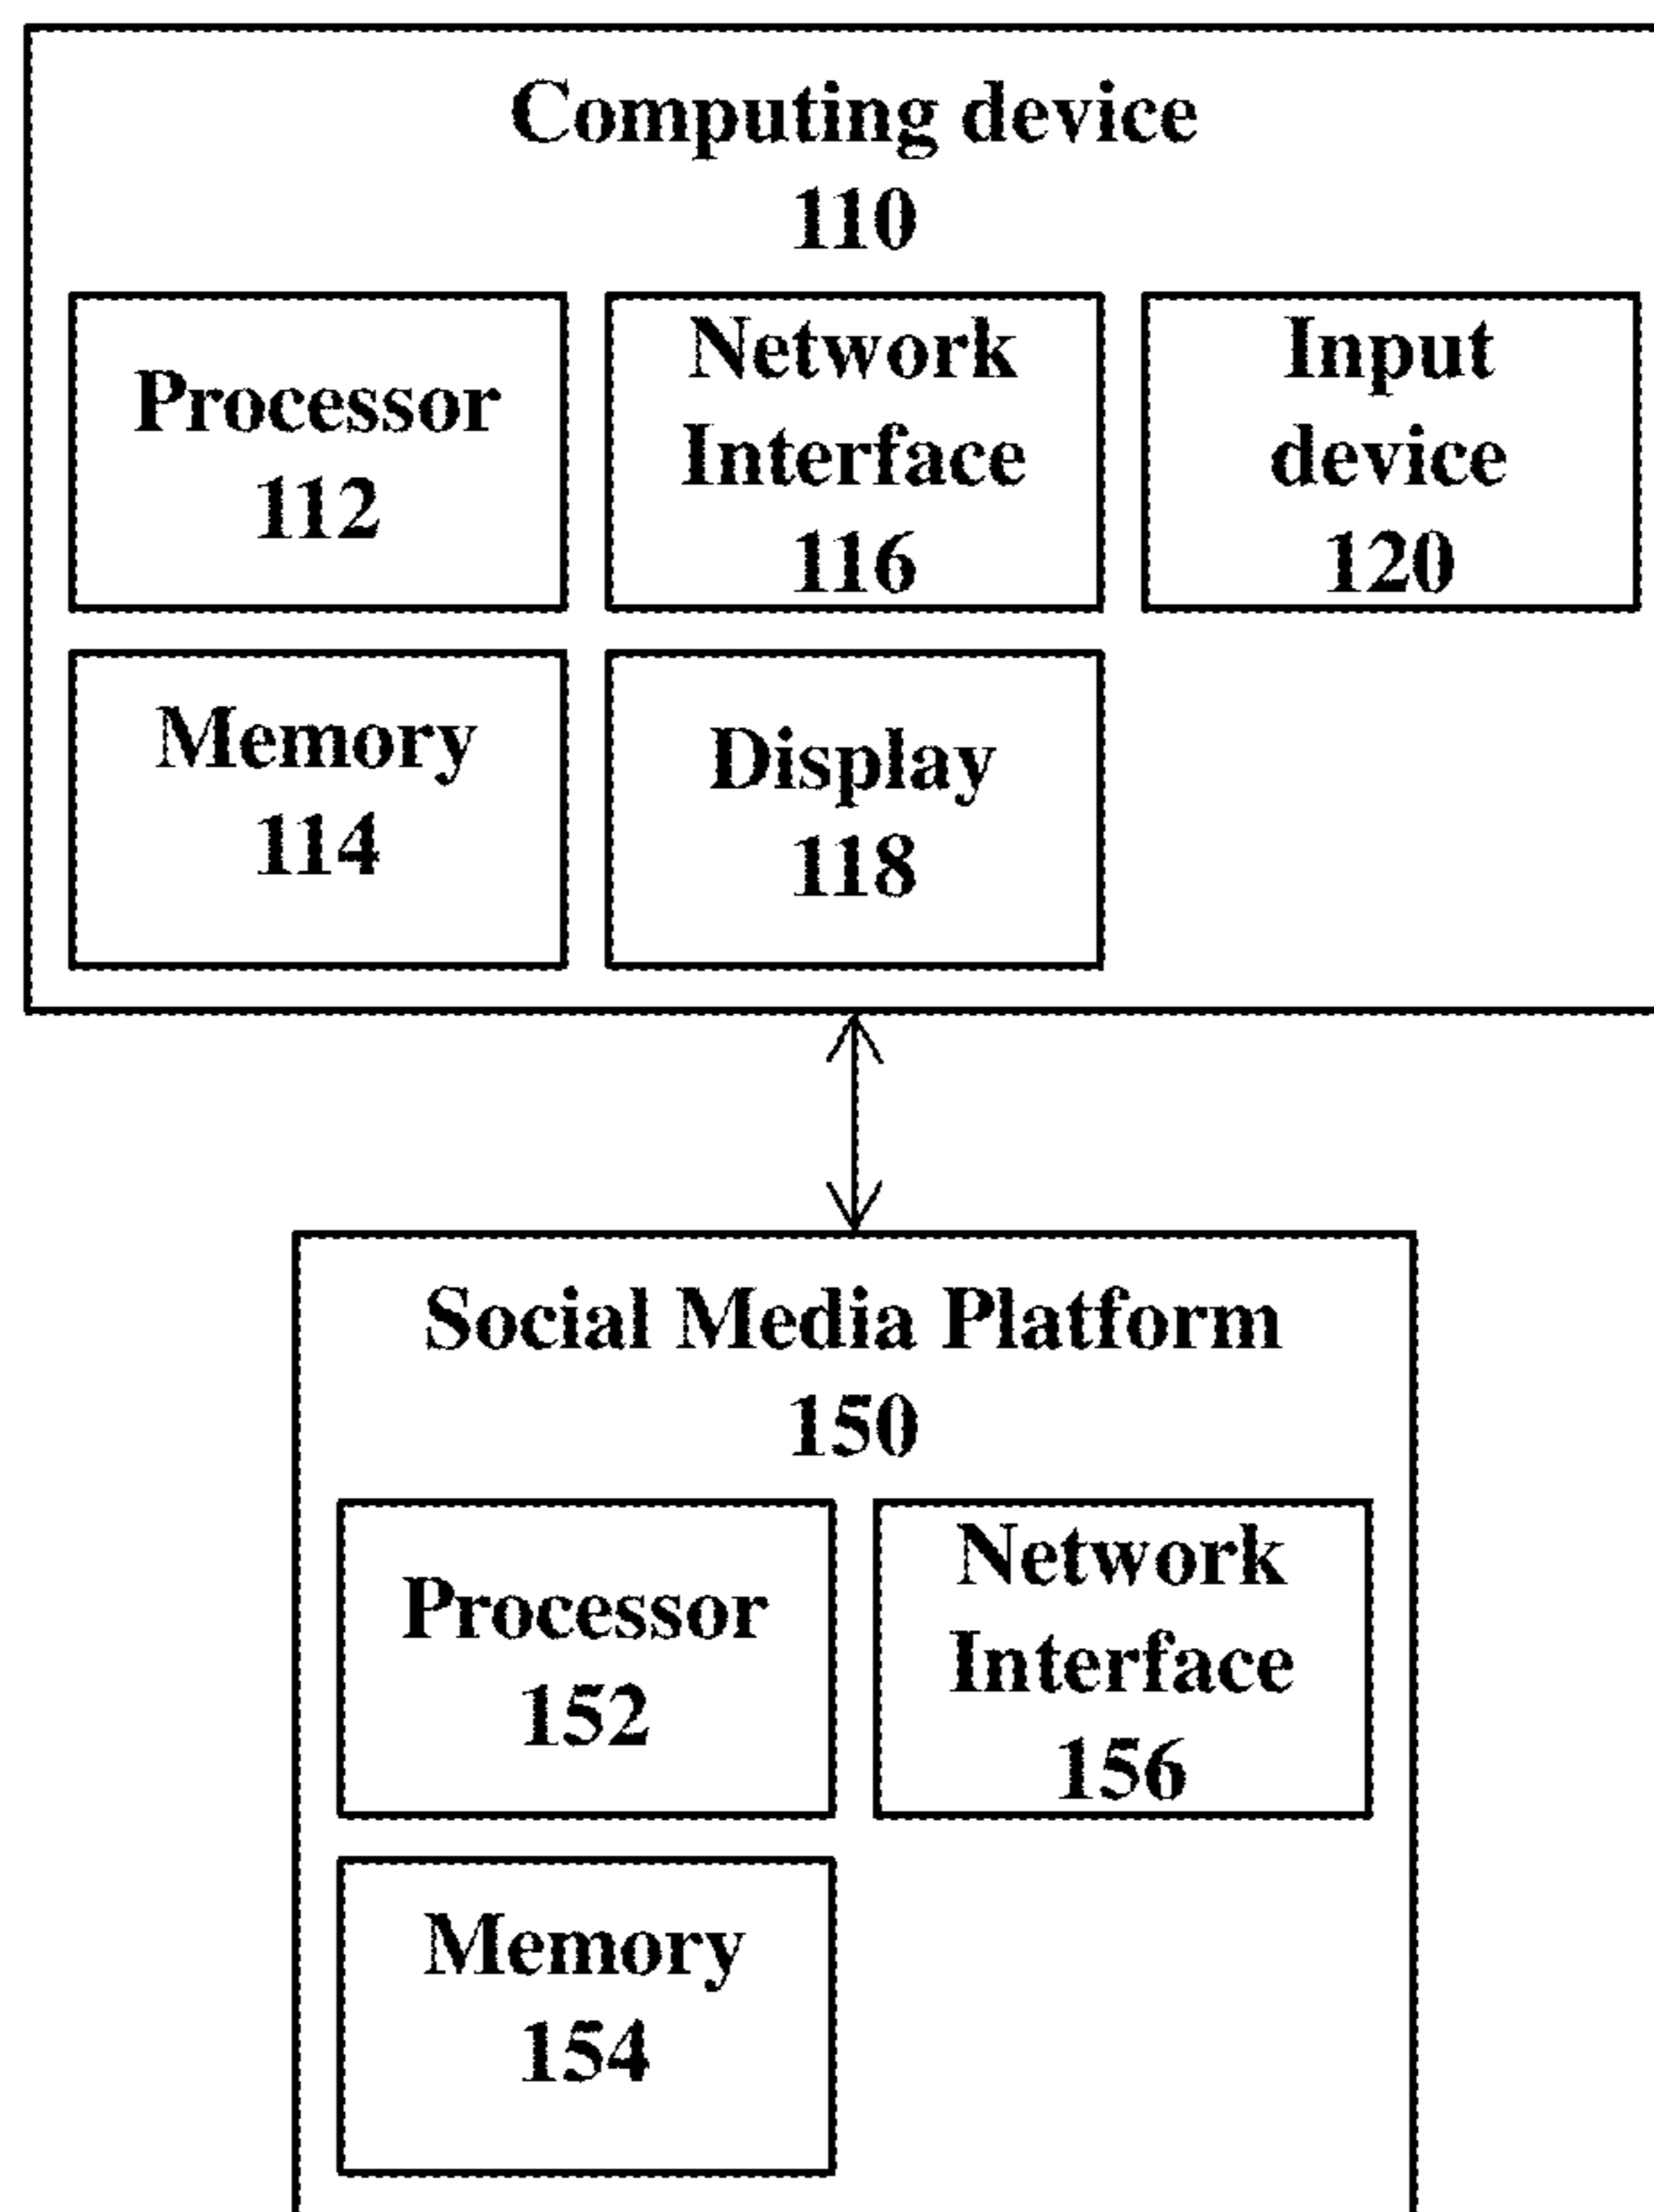 Computing device
110
Processor
112
Network
Interface
116
Input
device
120
Memory
114
Display
118
Social Media Platform
150
Processor
152
Network
Interface
156
Memory
154